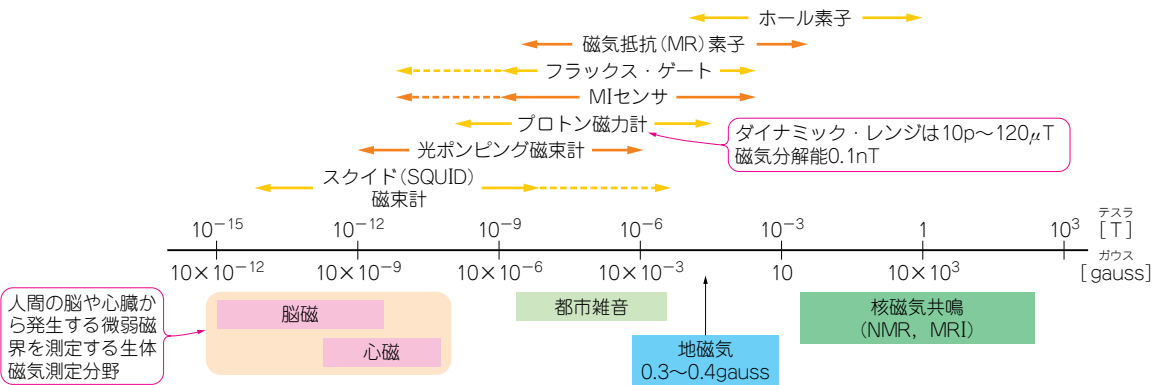 ホール素子
磁気抵抗(MR)素子
フラックス・ゲート
MIセンサ
プロトン磁力計
ダイナミック・レンジは10p～120μT
磁気分解能0.1nT
光ポンピング磁束計
スクイド(SQUID)
磁束計
10⁻¹⁵ 10⁻¹² 10⁻⁹ 10⁻⁶ 10⁻³ 1 10³
テスラ
[T]
10×10⁻¹² 10×10⁻⁹ 10×10⁻⁶ 10×10⁻³ 10 10×10³
ガウス
[gauss]
人間の脳や心臓か
ら発生する微弱磁
界を測定する生体
磁気測定分野
脳磁
心磁
都市雑音
地磁気
0.3～0.4gauss
核磁気共鳴
(NMR，MRI)